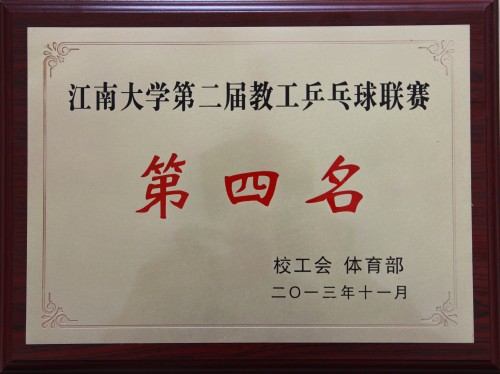 江南大学第二届教工乒乓球联赛
第四名
校工会 体育部
二〇一三年十一月